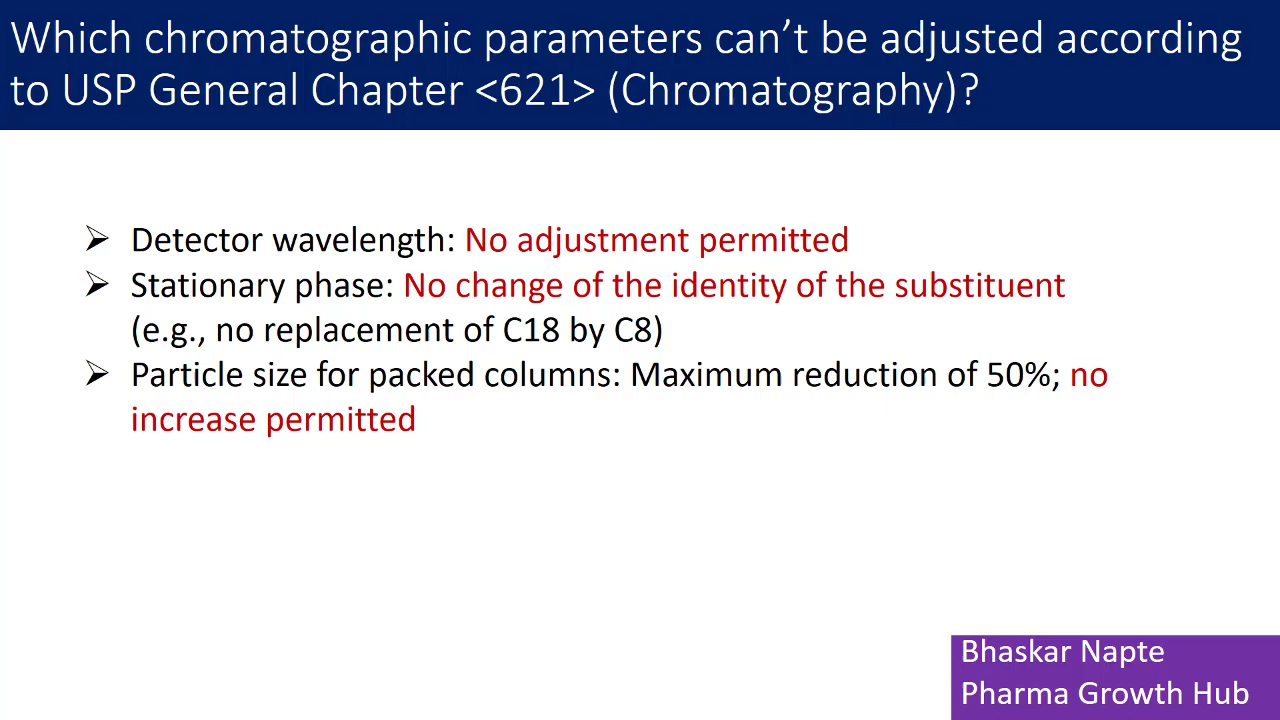 Which chromatographic parameters can’t be adjusted according
to USP General Chapter <621> (Chromatography)?
➢ Detector wavelength: No adjustment permitted
➢ Stationary phase: No change of the identity of the substituent
(e.g., no replacement of C18 by C8)
➢ Particle size for packed columns: Maximum reduction of 50%; no
increase permitted
Bhaskar Napte
Pharma Growth Hub